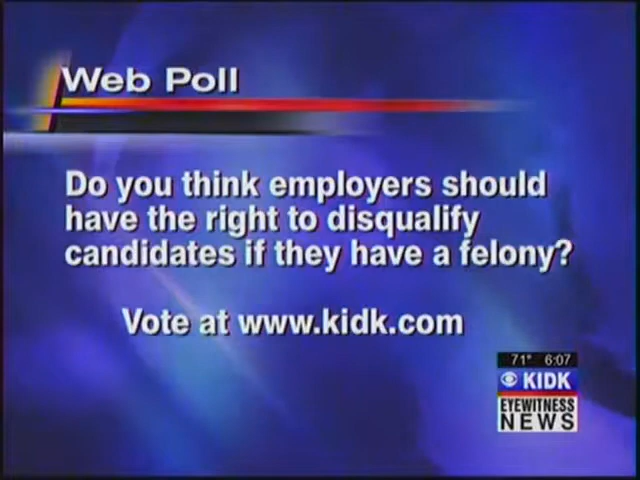 Web Poll
Do you think employers should
have the right to disqualify
candidates if they have a felony?
Vote at www.kidk.com
71° 6:07
KIDK
EYEWITNESS
NEWS